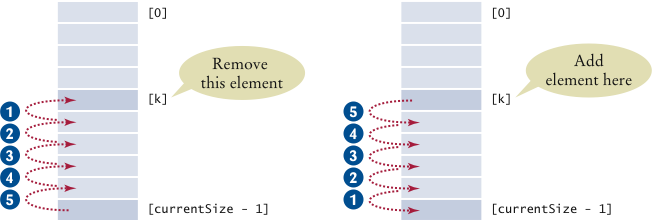 [0]
Remove
this element
[k]
1
2
3
4
5
[currentSize - 1]
[0]
Add
element here
[k]
5
4
3
2
1
[currentSize - 1]